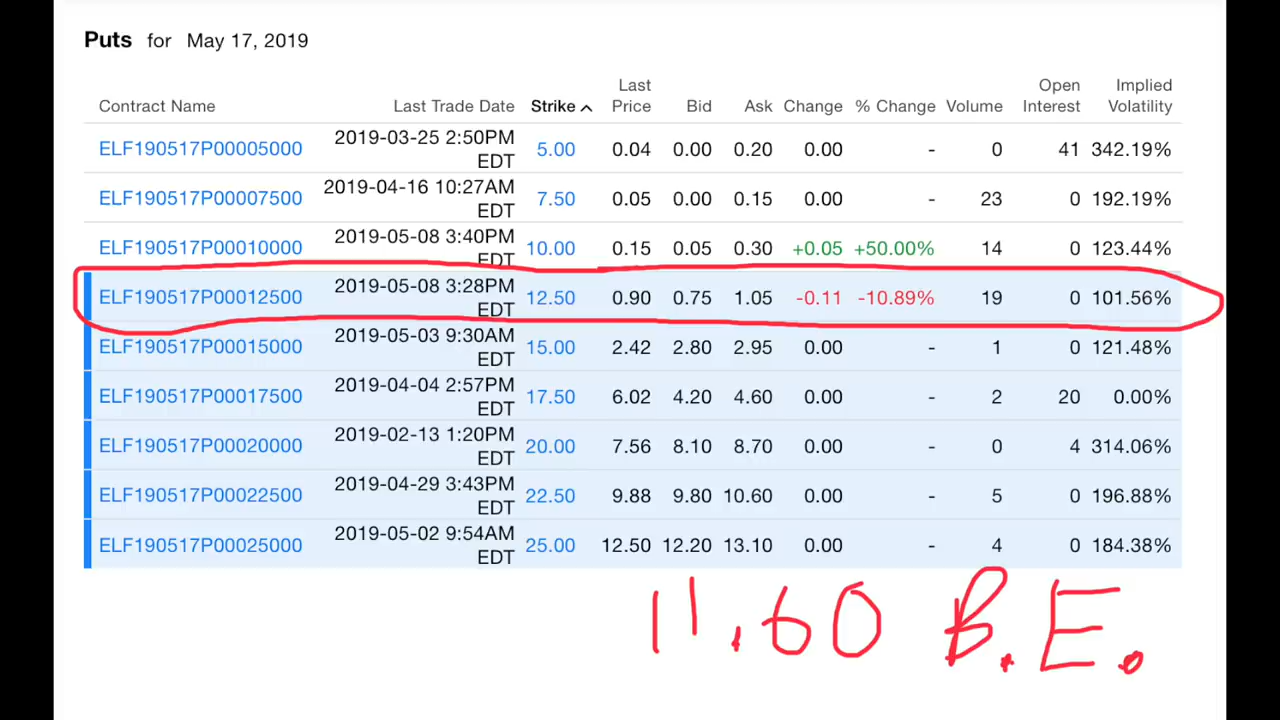 Puts for May 17, 2019
Last Open Implied
Contract Name Last Trade Date Strike Price Bid Ask Change % Change Volume Interest Volatility
ELF190517P00005000 2019-03-25 2:50PM EDT 5.00 0.04 0.00 0.20 0.00 - 0 41 342.19%
ELF190517P00007500 2019-04-16 10:27AM EDT 7.50 0.05 0.00 0.15 0.00 - 23 0 192.19%
ELF190517P00010000 2019-05-08 3:40PM EDT 10.00 0.15 0.05 0.30 +0.05 +50.00% 14 0 123.44%
ELF190517P00012500 2019-05-08 3:28PM EDT 12.50 0.90 0.75 1.05 -0.11 -10.89% 19 0 101.56%
ELF190517P00015000 2019-05-03 9:30AM EDT 15.00 2.42 2.80 2.95 0.00 - 1 0 121.48%
ELF190517P00017500 2019-04-04 2:57PM EDT 17.50 6.02 4.20 4.60 0.00 - 2 20 0.00%
ELF190517P00020000 2019-02-13 1:20PM EDT 20.00 7.56 8.10 8.70 0.00 - 0 4 314.06%
ELF190517P00022500 2019-04-29 3:43PM EDT 22.50 9.88 9.80 10.60 0.00 - 5 0 196.88%
ELF190517P00025000 2019-05-02 9:54AM EDT 25.00 12.50 12.20 13.10 0.00 - 4 0 184.38%
11.60 B.E.